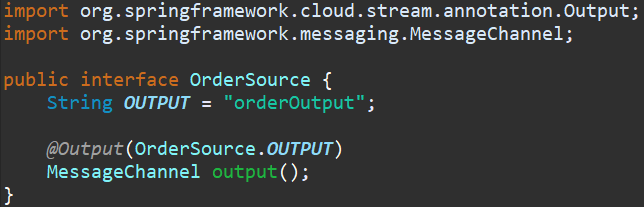 import org.springframework.cloud.stream.annotation.Output;
import org.springframework.messaging.MessageChannel;
public interface OrderSource {
    String OUTPUT = "orderOutput";
    @Output(OrderSource.OUTPUT)
    MessageChannel output();
}